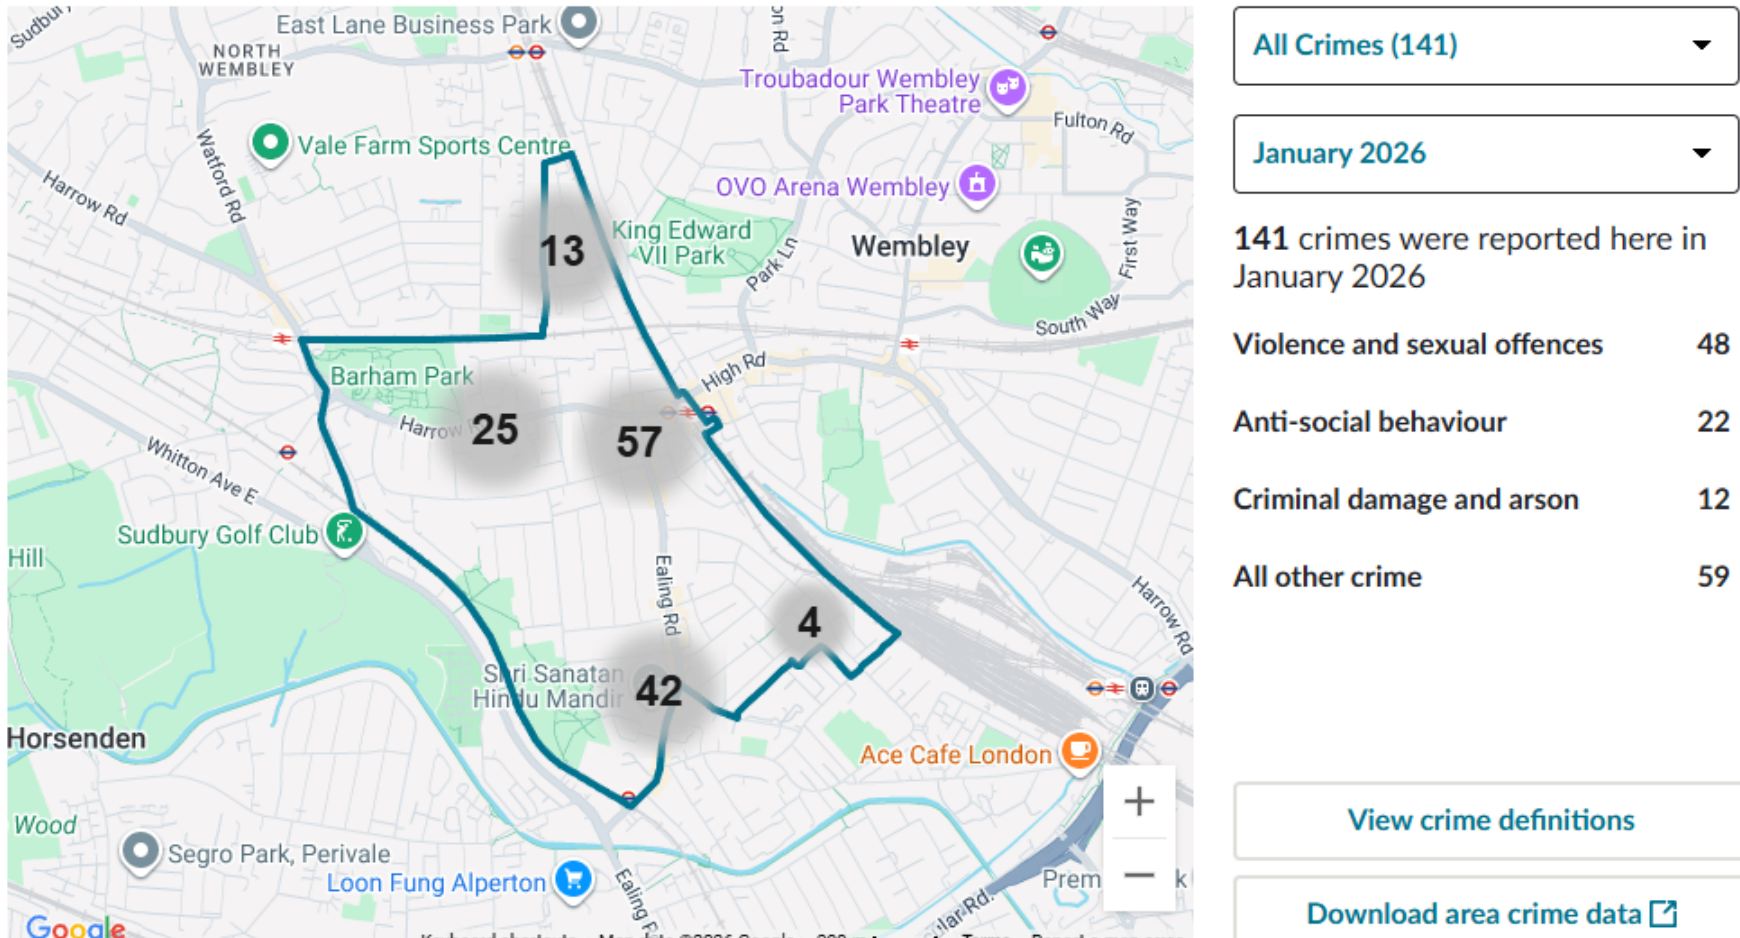 Sudbury
East Lane Business Park
NORTH
WEMBLEY
Troubadour Wembley
Park Theatre
Fulton Rd
Vale Farm Sports Centre
Watford Rd
Harrow Rd
OVO Arena Wembley
First Way
13
King Edward
VII Park
Park Ln
Wembley
South Way
Barham Park
High Rd
Harrow
25
57
Whitton Ave E
Sudbury Golf Club
Hill
Ealing Rd
Harrow Rd
4
Shri Sanatan
Hindu Mandir
42
Horsenden
Ace Cafe London
Wood
Segro Park, Perivale
Loon Fung Alperton
Ealing
Google
All Crimes (141)
January 2026
141 crimes were reported here in
January 2026
Violence and sexual offences 48
Anti-social behaviour 22
Criminal damage and arson 12
All other crime 59
View crime definitions
Download area crime data